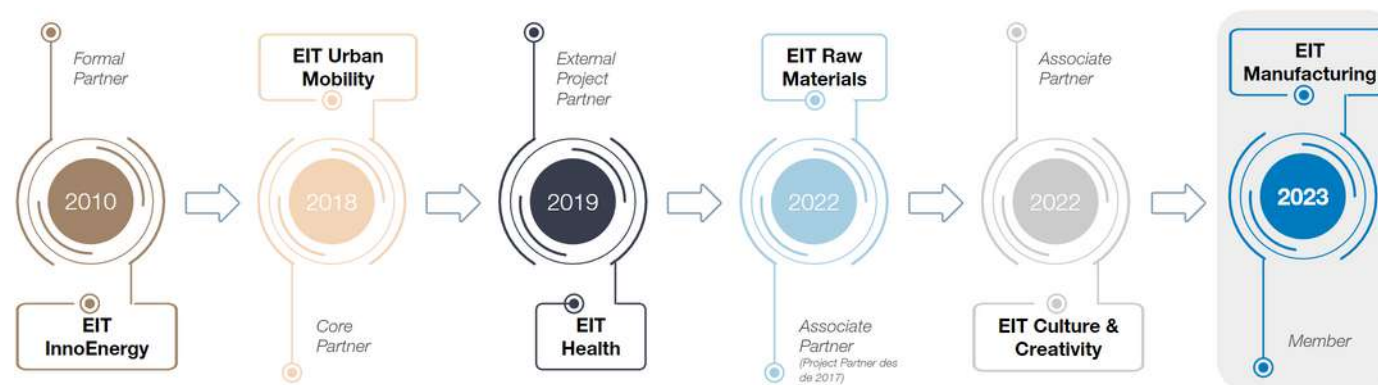 Formal
Partner
2010
EIT
InnoEnergy
EIT Urban
Mobility
2018
Core
Partner
External
Project
Partner
2019
EIT
Health
EIT Raw
Materials
2022
Associate
Partner
(Project Partner des
de 2017)
Associate
Partner
2022
EIT Culture &
Creativity
EIT
Manufacturing
2023
Member